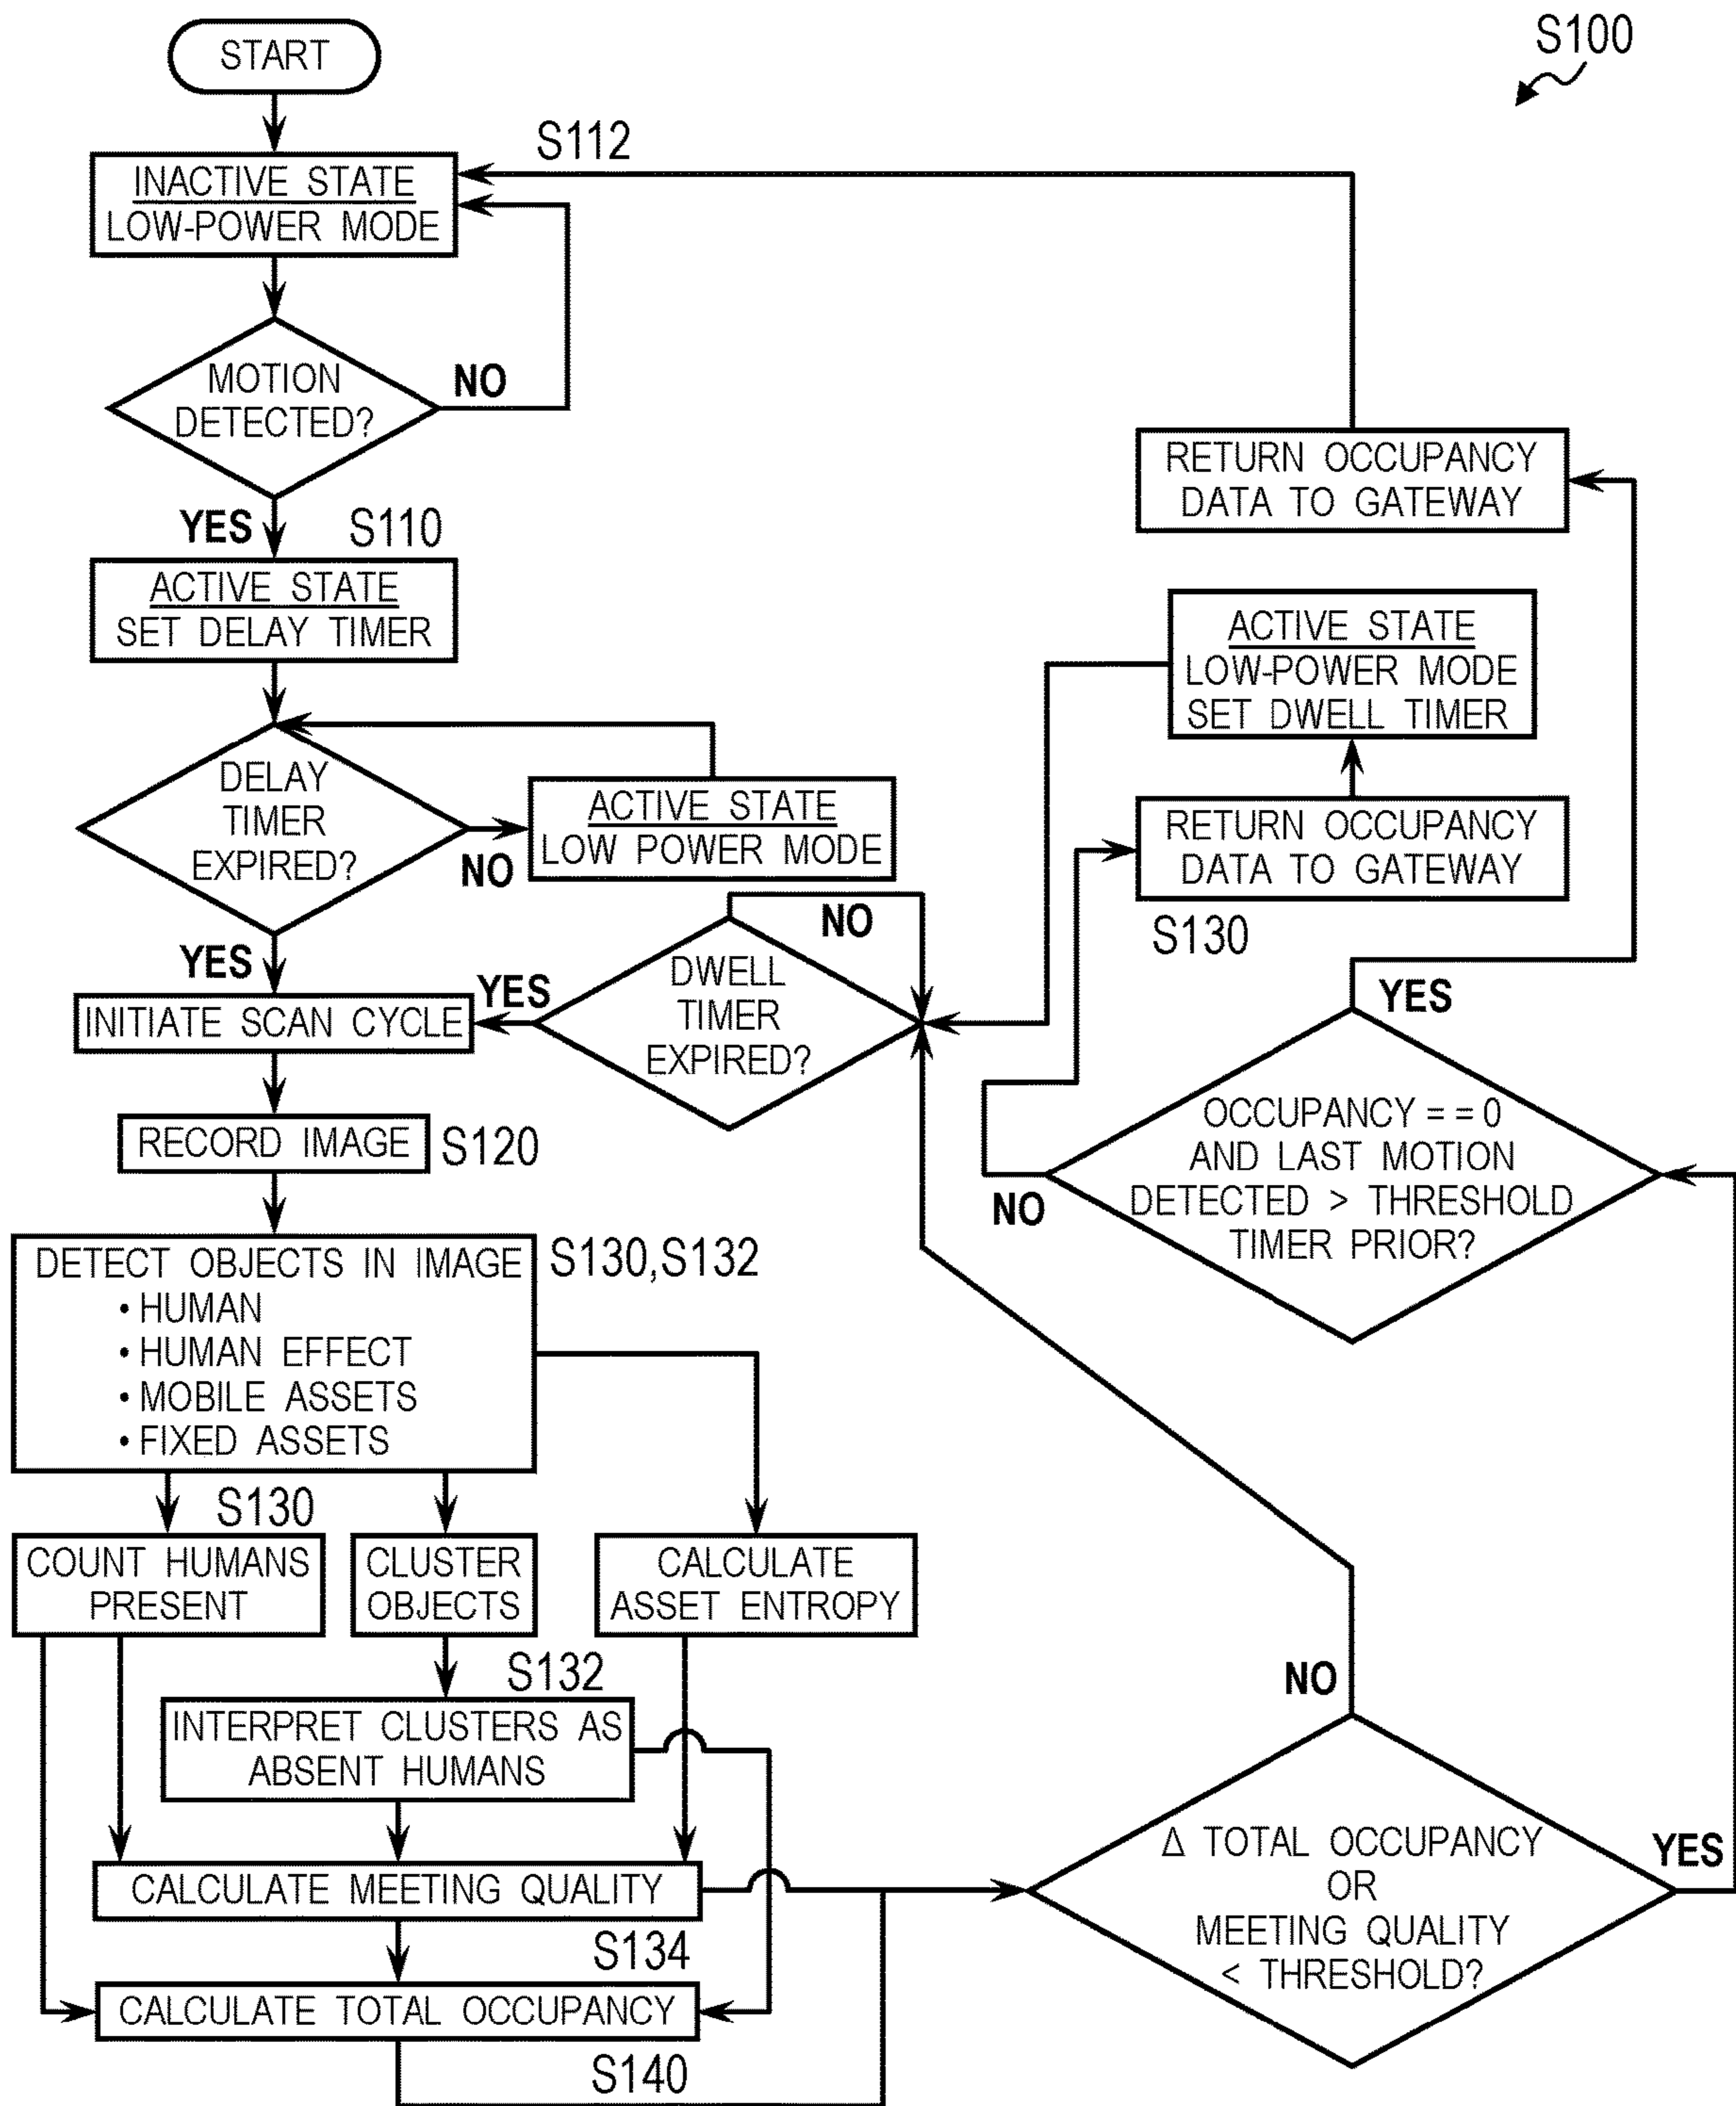 START
S100
S112
INACTIVE STATE
LOW-POWER MODE
MOTION
DETECTED?
NO
YES
S110
ACTIVE STATE
SET DELAY TIMER
DELAY
TIMER
EXPIRED?
NO
ACTIVE STATE
LOW POWER MODE
YES
INITIATE SCAN CYCLE
YES
DWELL
TIMER
EXPIRED?
NO
RETURN OCCUPANCY
DATA TO GATEWAY
ACTIVE STATE
LOW-POWER MODE
SET DWELL TIMER
RETURN OCCUPANCY
DATA TO GATEWAY
S130
YES
OCCUPANCY = = 0
AND LAST MOTION
DETECTED > THRESHOLD
TIMER PRIOR?
NO
RECORD IMAGE
S120
DETECT OBJECTS IN IMAGE
• HUMAN
• HUMAN EFFECT
• MOBILE ASSETS
• FIXED ASSETS
S130,S132
S130
COUNT HUMANS
PRESENT
CLUSTER
OBJECTS
CALCULATE
ASSET ENTROPY
S132
INTERPRET CLUSTERS AS
ABSENT HUMANS
CALCULATE MEETING QUALITY
S134
CALCULATE TOTAL OCCUPANCY
S140
NO
Δ TOTAL OCCUPANCY
OR
MEETING QUALITY
< THRESHOLD?
YES